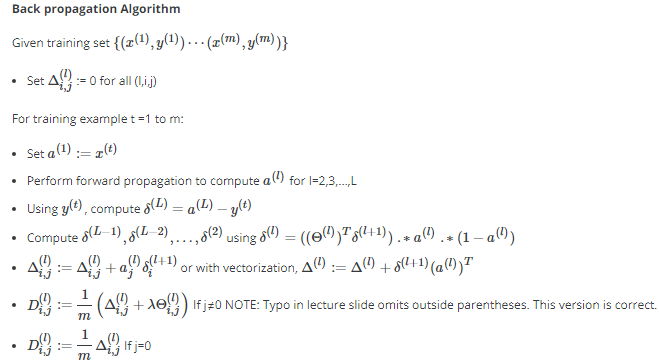 Back propagation Algorithm
Given training set {(x^{(1)}, y^{(1)}) ⋯ (x^{(m)}, y^{(m)})}
• Set Δ_{i,j}^{(l)} := 0 for all (l,i,j)
For training example t =1 to m:
• Set a^{(1)} := x^{(t)}
• Perform forward propagation to compute a^{(l)} for l=2,3,…,L
• Using y^{(t)}, compute δ^{(L)} = a^{(L)} − y^{(t)}
• Compute δ^{(L−1)}, δ^{(L−2)}, …, δ^{(2)} using δ^{(l)} = ((Θ^{(l)})^T δ^{(l+1)}) .∗ a^{(l)} .∗ (1 − a^{(l)})
• Δ_{i,j}^{(l)} := Δ_{i,j}^{(l)} + a_j^{(l)} δ_i^{(l+1)} or with vectorization, Δ^{(l)} := Δ^{(l)} + δ^{(l+1)} (a^{(l)})^T
• D_{i,j}^{(l)} := \frac{1}{m} (Δ_{i,j}^{(l)} + λΘ_{i,j}^{(l)}) If j≠0 NOTE: Typo in lecture slide omits outside parentheses. This version is correct.
• D_{i,j}^{(l)} := \frac{1}{m} Δ_{i,j}^{(l)} If j=0